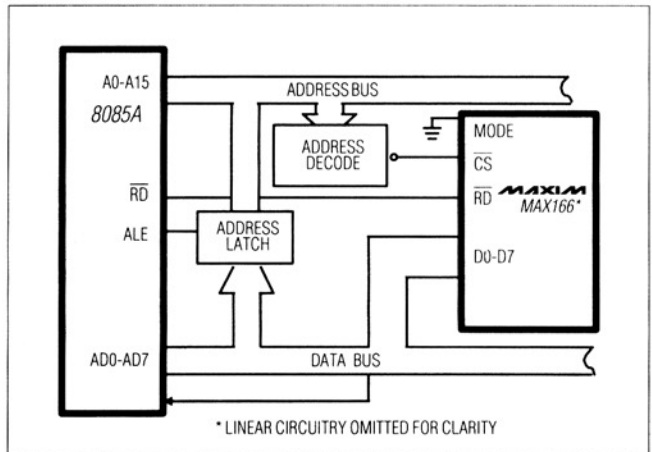 A0-A15
8085A
ADDRESS BUS
ADDRESS
DECODE
MODE
CS
RD
RD
MAXIM
MAX166*
ALE
ADDRESS
LATCH
D0-D7
AD0-AD7
DATA BUS
* LINEAR CIRCUITRY OMITTED FOR CLARITY